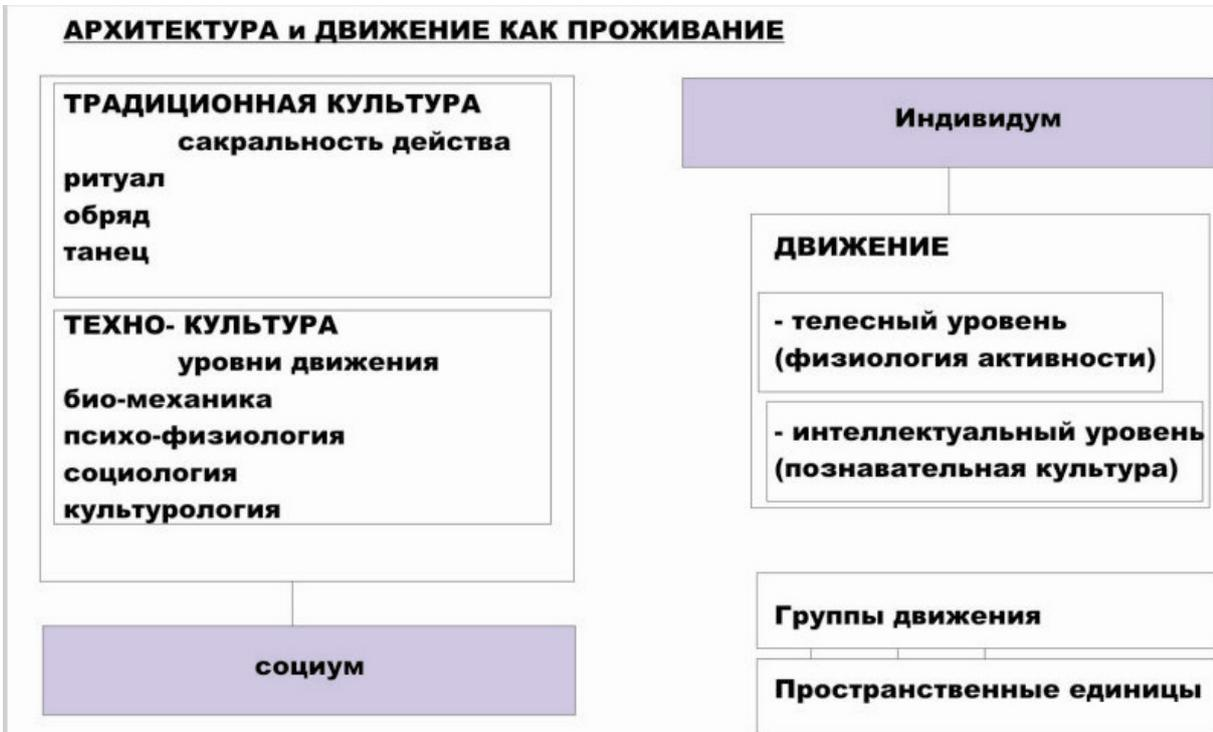 АРХИТЕКТУРА и ДВИЖЕНИЕ КАК ПРОЖИВАНИЕ
ТРАДИЦИОННАЯ КУЛЬТУРА
сакральность действа
ритуал
обряд
танец
ТЕХНО- КУЛЬТУРА
уровни движения
био-механика
психо-физиология
социология
культурология
социум
Индивидум
ДВИЖЕНИЕ
- телесный уровень
(физиология активности)
- интеллектуальный уровень
(познавательная культура)
Группы движения
Пространственные единицы